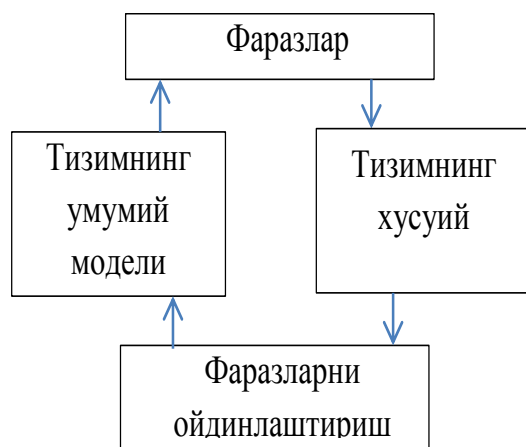 Фаразлар
Тизимнинг
умумий
модели
Тизимнинг
хусуий
Фаразларни
ойдинлаштириш